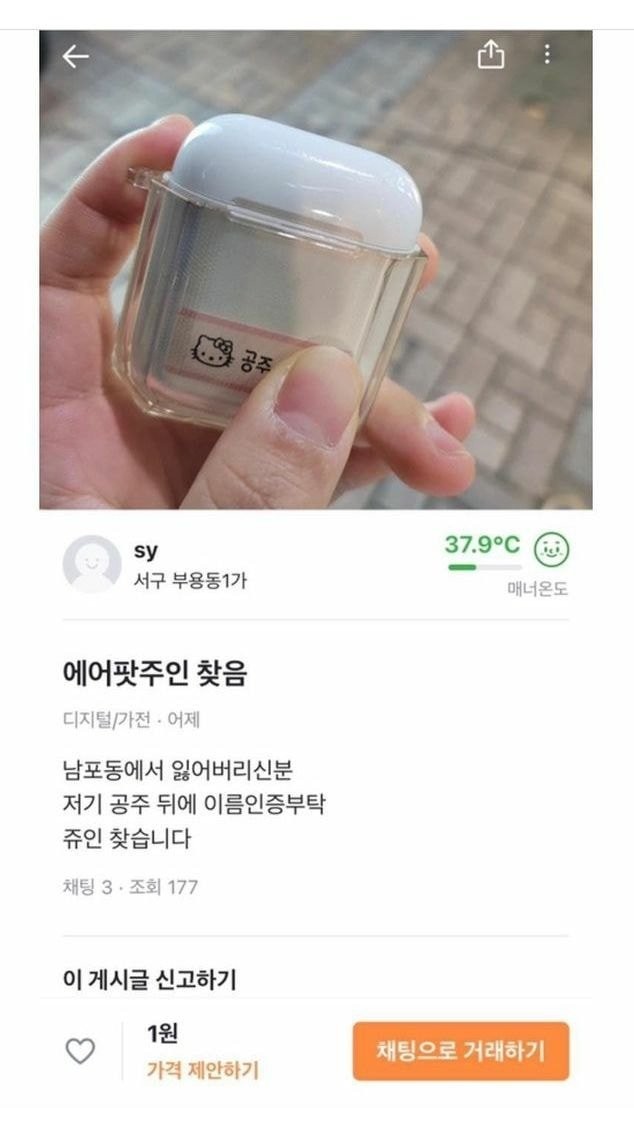 공주
sy
37.9°C
서구 부용동1가
매너온도
에어팟주인 찾음
디지털/가전 · 어제
남포동에서 잃어버리신분
저기 공주 뒤에 이름인증부탁
쥬인 찾습니다
채팅 3 · 조회 177
이 게시글 신고하기
1원
가격 제안하기
채팅으로 거래하기